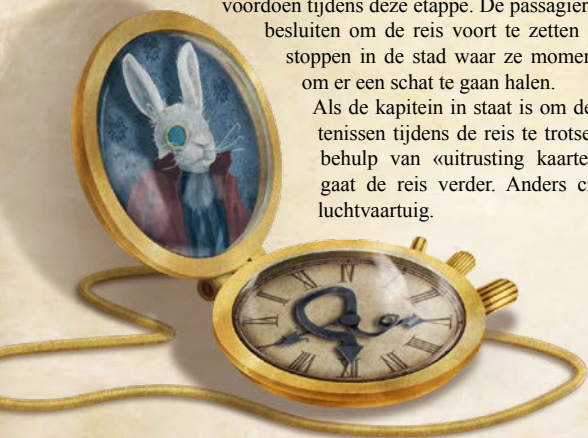 voordoen tijdens deze etappe. De passagier
besluiten om de reis voort te zetten
stoppen in de stad waar ze momen
om er een schat te gaan halen.
Als de kapitein in staat is om de
tenissen tijdens de reis te trotse
behulp van «uitrusting kaarte
gaat de reis verder. Anders c
luchtvaartuig.